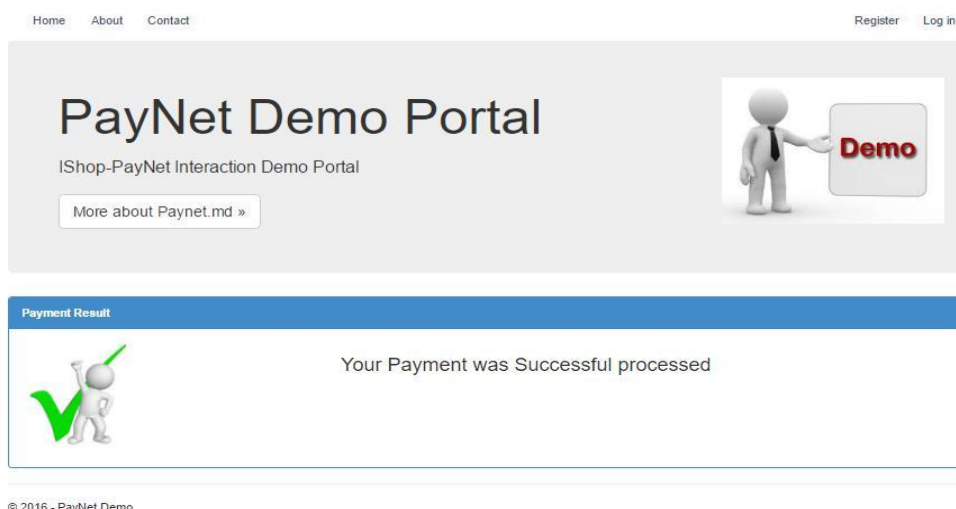 Home About Contact Register Log in
PayNet Demo Portal
IShop-PayNet Interaction Demo Portal
More about Paynet.md »
Demo
Payment Result
Your Payment was Successful processed
© 2016 - PayNet Demo